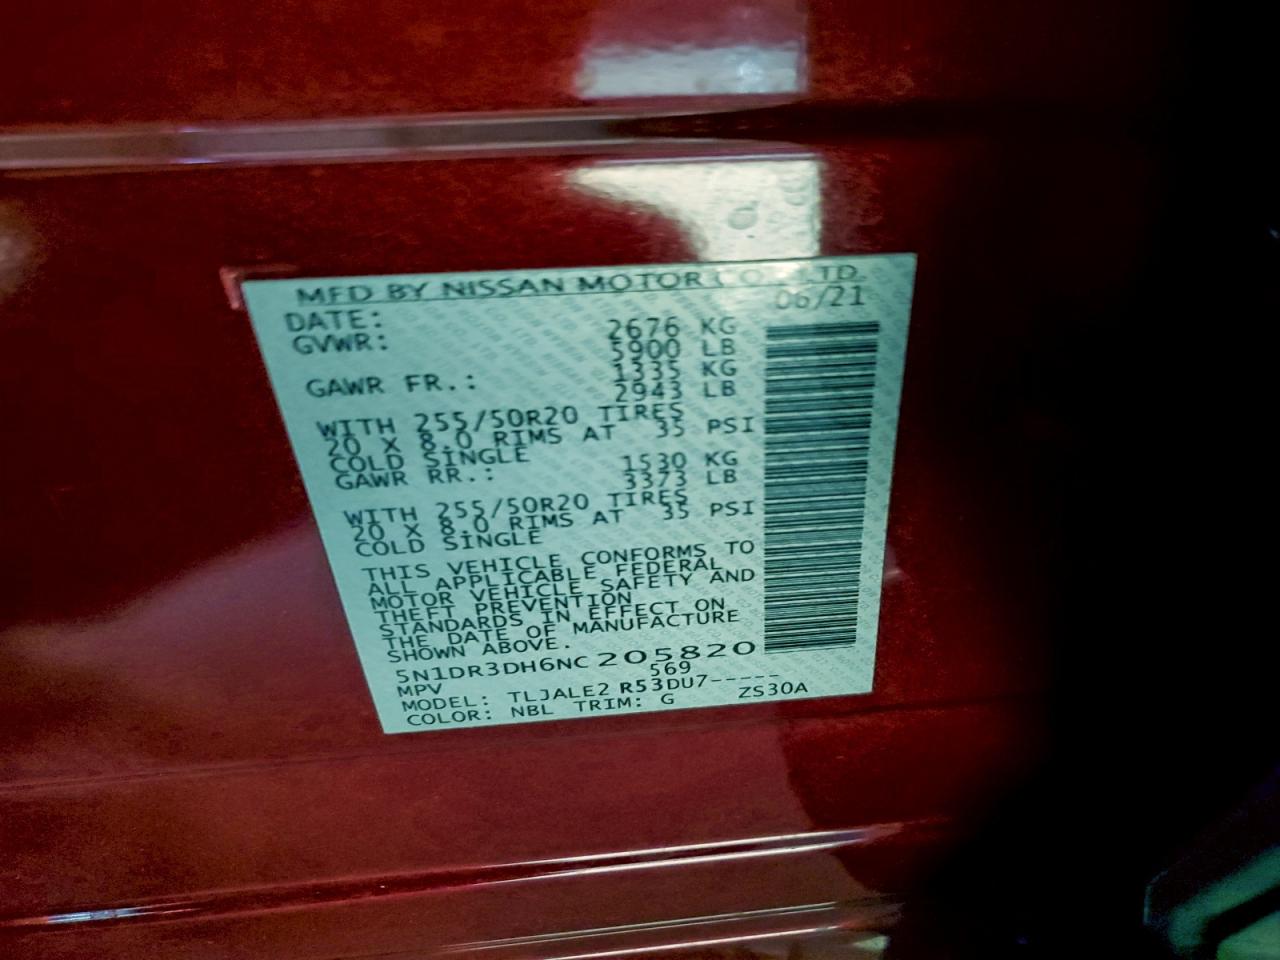 MFD BY NISSAN MOTOR CO., LTD.
DATE: 06/21
GVWR: 2676 KG
5900 LB
GAWR FR.: 1335 KG
2943 LB
WITH 255/50R20 TIRES
20 X 8.0 RIMS AT 35 PSI
COLD SINGLE
GAWR RR.: 1530 KG
3373 LB
WITH 255/50R20 TIRES
20 X 8.0 RIMS AT 35 PSI
COLD SINGLE
THIS VEHICLE CONFORMS TO
ALL APPLICABLE FEDERAL
MOTOR VEHICLE SAFETY AND
THEFT PREVENTION
STANDARDS IN EFFECT ON
THE DATE OF MANUFACTURE
SHOWN ABOVE.
5N1DR3DH6NC205820
MPV 569
MODEL: TLJALE2 R53DU7-----
COLOR: NBL TRIM: G ZS30A